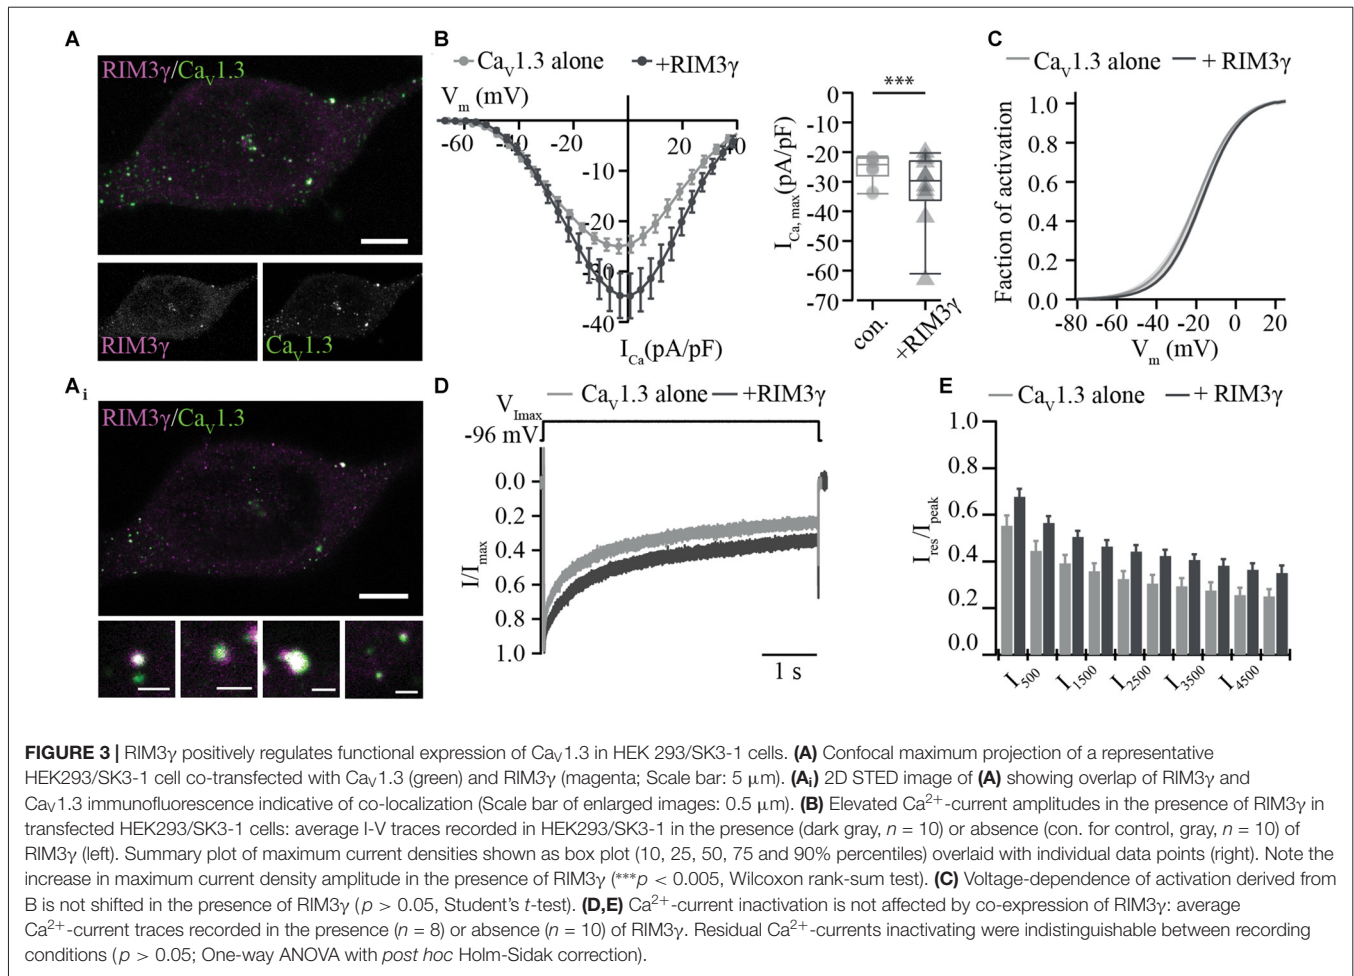 A
RIM3γ/CaV1.3
RIM3γ
CaV1.3
Ai
RIM3γ/CaV1.3
B
CaV1.3 alone
+RIM3γ
Vm (mV)
-60
-40
-20
20
40
-10
-20
-30
-40
ICa(pA/pF)
***
0
-10
-20
-30
-40
-50
-60
-70
ICa, max(pA/pF)
con.
+RIM3γ
C
CaV1.3 alone
+ RIM3γ
Faction of activation
1.0
0.8
0.6
0.4
0.2
0.0
-80 -60 -40 -20 0 20
Vm (mV)
D
CaV1.3 alone
+RIM3γ
VImax
-96 mV
0.0
0.2
0.4
0.6
0.8
1.0
I/Imax
1 s
E
CaV1.3 alone
+ RIM3γ
1.0
0.8
0.6
0.4
0.2
0.0
Ires/Ipeak
I500 I1500 I2500 I3500 I4500
FIGURE 3 | RIM3γ positively regulates functional expression of CaV1.3 in HEK 293/SK3-1 cells. (A) Confocal maximum projection of a representative
HEK293/SK3-1 cell co-transfected with CaV1.3 (green) and RIM3γ (magenta; Scale bar: 5 μm). (Ai) 2D STED image of (A) showing overlap of RIM3γ and
CaV1.3 immunofluorescence indicative of co-localization (Scale bar of enlarged images: 0.5 μm). (B) Elevated Ca2+-current amplitudes in the presence of RIM3γ in
transfected HEK293/SK3-1 cells: average I-V traces recorded in HEK293/SK3-1 in the presence (dark gray, n = 10) or absence (con. for control, gray, n = 10) of
RIM3γ (left). Summary plot of maximum current densities shown as box plot (10, 25, 50, 75 and 90% percentiles) overlaid with individual data points (right). Note the
increase in maximum current density amplitude in the presence of RIM3γ (***p < 0.005, Wilcoxon rank-sum test). (C) Voltage-dependence of activation derived from
B is not shifted in the presence of RIM3γ (p > 0.05, Student's t-test). (D,E) Ca2+-current inactivation is not affected by co-expression of RIM3γ: average
Ca2+-current traces recorded in the presence (n = 8) or absence (n = 10) of RIM3γ. Residual Ca2+-currents inactivating were indistinguishable between recording
conditions (p > 0.05; One-way ANOVA with post hoc Holm-Sidak correction).